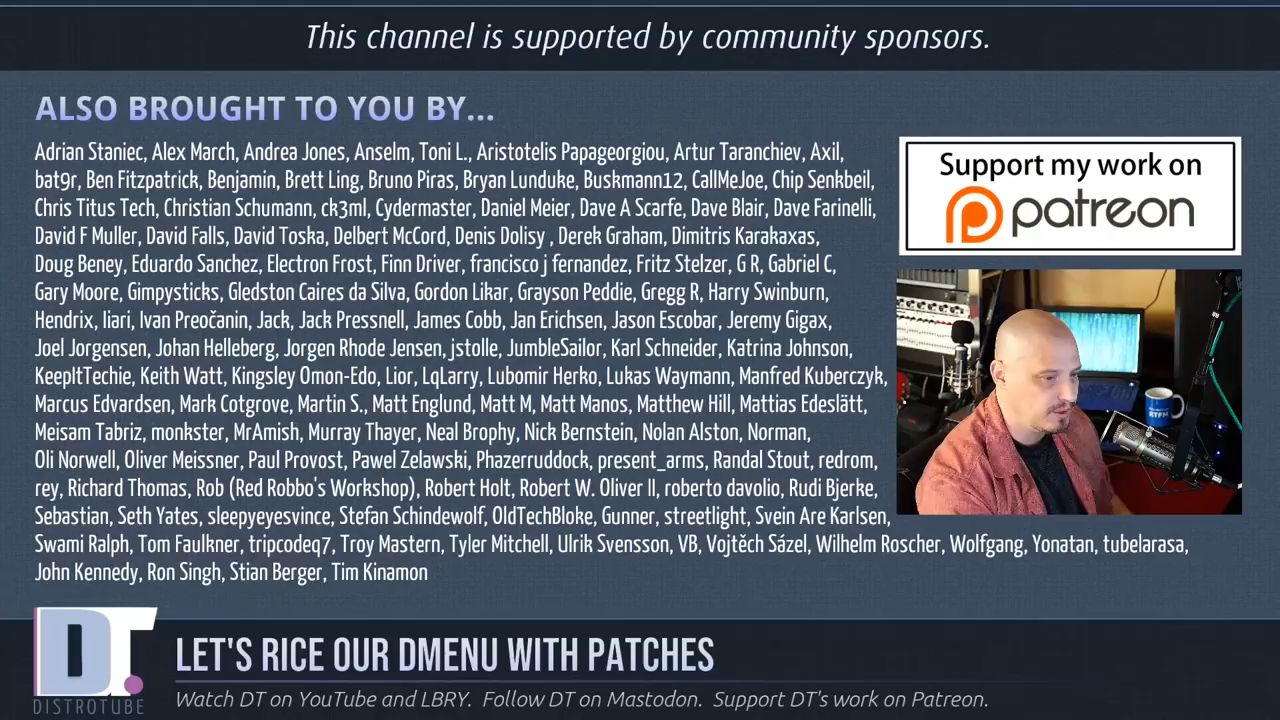 This channel is supported by community sponsors.
ALSO BROUGHT TO YOU BY...
Adrian Staniec, Alex March, Andrea Jones, Anselm, Toni L., Aristotelis Papageorgiou, Artur Taranchiev, Axil,
bat9r, Ben Fitzpatrick, Benjamin, Brett Ling, Bruno Piras, Bryan Lunduke, Buskmann12, CallMeJoe, Chip Senkbeil,
Chris Titus Tech, Christian Schumann, ck3ml, Cydermaster, Daniel Meier, Dave A Scarfe, Dave Blair, Dave Farinelli,
David F Muller, David Falls, David Toska, Delbert McCord, Denis Dolisy , Derek Graham, Dimitris Karakaxas,
Doug Beney, Eduardo Sanchez, Electron Frost, Finn Driver, francisco j fernandez, Fritz Stelzer, G R, Gabriel C,
Gary Moore, Gimpysticks, Gledston Caires da Silva, Gordon Likar, Grayson Peddie, Gregg R, Harry Swinburn,
Hendrix, Iiari, Ivan Preočanin, Jack, Jack Pressnell, James Cobb, Jan Erichsen, Jason Escobar, Jeremy Gigax,
Joel Jorgensen, Johan Helleberg, Jorgen Rhode Jensen, jstolle, JumbleSailor, Karl Schneider, Katrina Johnson,
KeepItTechie, Keith Watt, Kingsley Omon-Edo, Lior, LqLarry, Lubomir Herko, Lukas Waymann, Manfred Kuberczyk,
Marcus Edvardsen, Mark Cotgrove, Martin S., Matt Englund, Matt M, Matt Manos, Matthew Hill, Mattias Edeslätt,
Meisam Tabriz, monkster, MrAmish, Murray Thayer, Neal Brophy, Nick Bernstein, Nolan Alston, Norman,
Oli Norwell, Oliver Meissner, Paul Provost, Pawel Zelawski, Phazerruddock, present_arms, Randal Stout, redrom,
rey, Richard Thomas, Rob (Red Robbo's Workshop), Robert Holt, Robert W. Oliver II, roberto davolio, Rudi Bjerke,
Sebastian, Seth Yates, sleepyeyesvince, Stefan Schindewolf, OldTechBloke, Gunner, streetlight, Svein Are Karlsen,
Swami Ralph, Tom Faulkner, tripcodeq7, Troy Mastern, Tyler Mitchell, Ulrik Svensson, VB, Vojtěch Sázel, Wilhelm Roscher, Wolfgang, Yonatan, tubelarasa,
John Kennedy, Ron Singh, Stian Berger, Tim Kinamon
Support my work on
patreon
RTFM
DT.
DISTROTUBE
LET'S RICE OUR DMENU WITH PATCHES
Watch DT on YouTube and LBRY. Follow DT on Mastodon. Support DT's work on Patreon.